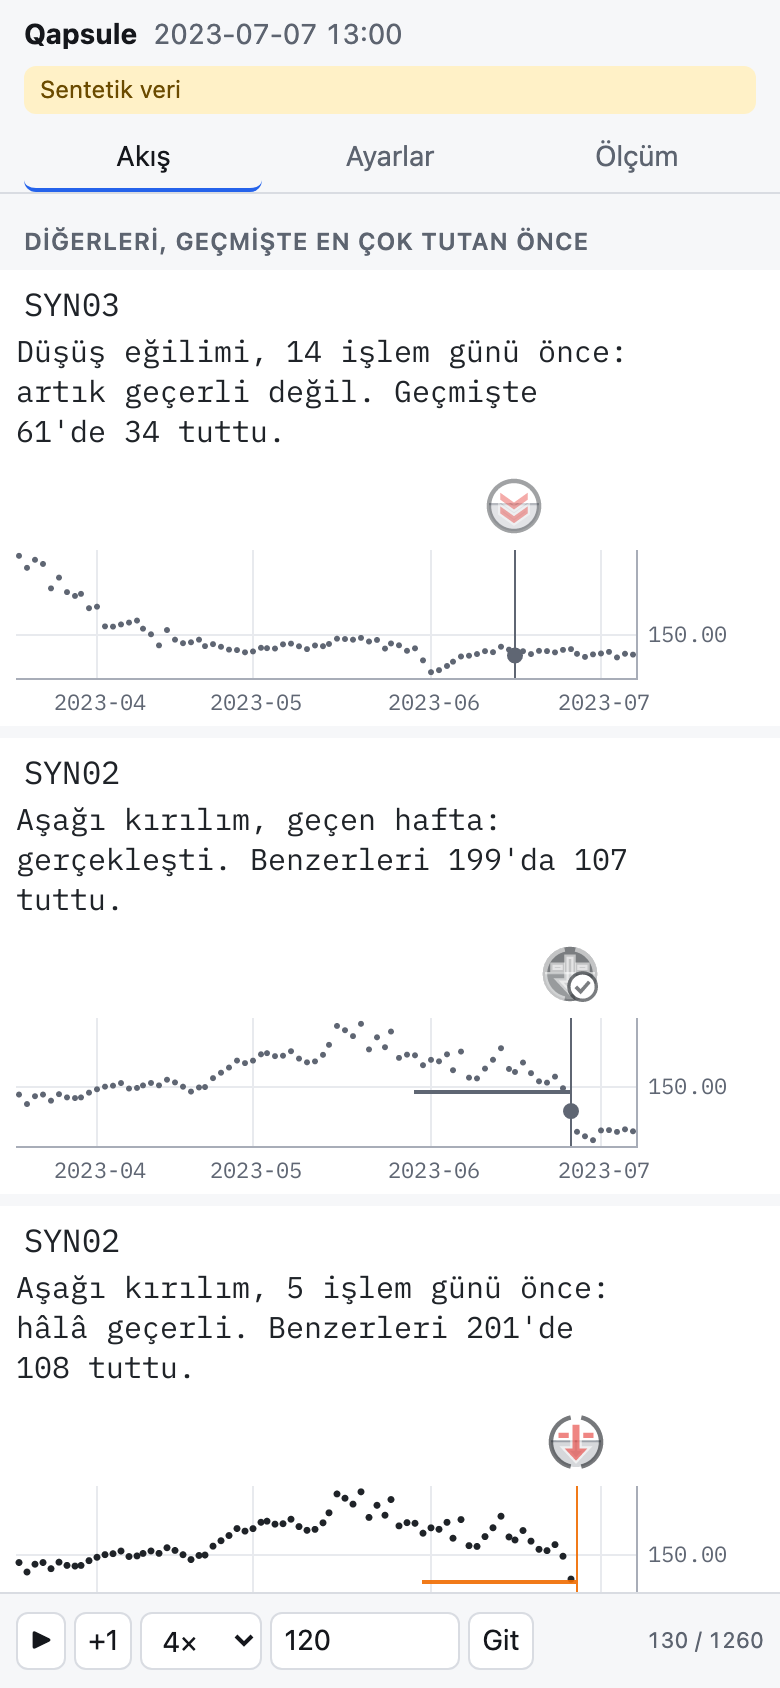 Qapsule 2023-07-07 13:00
Sentetik veri
Akış Ayarlar Ölçüm
DİĞERLERİ, GEÇMİŞTE EN ÇOK TUTAN ÖNCE
SYN03
Düşüş eğilimi, 14 işlem günü önce:
artık geçerli değil. Geçmişte
61'de 34 tuttu.
150.00
2023-04 2023-05 2023-06 2023-07
SYN02
Aşağı kırılım, geçen hafta:
gerçekleşti. Benzerleri 199'da 107
tuttu.
150.00
2023-04 2023-05 2023-06 2023-07
SYN02
Aşağı kırılım, 5 işlem günü önce:
hâlâ geçerli. Benzerleri 201'de
108 tuttu.
150.00
+1 4× 120 Git 130 / 1260